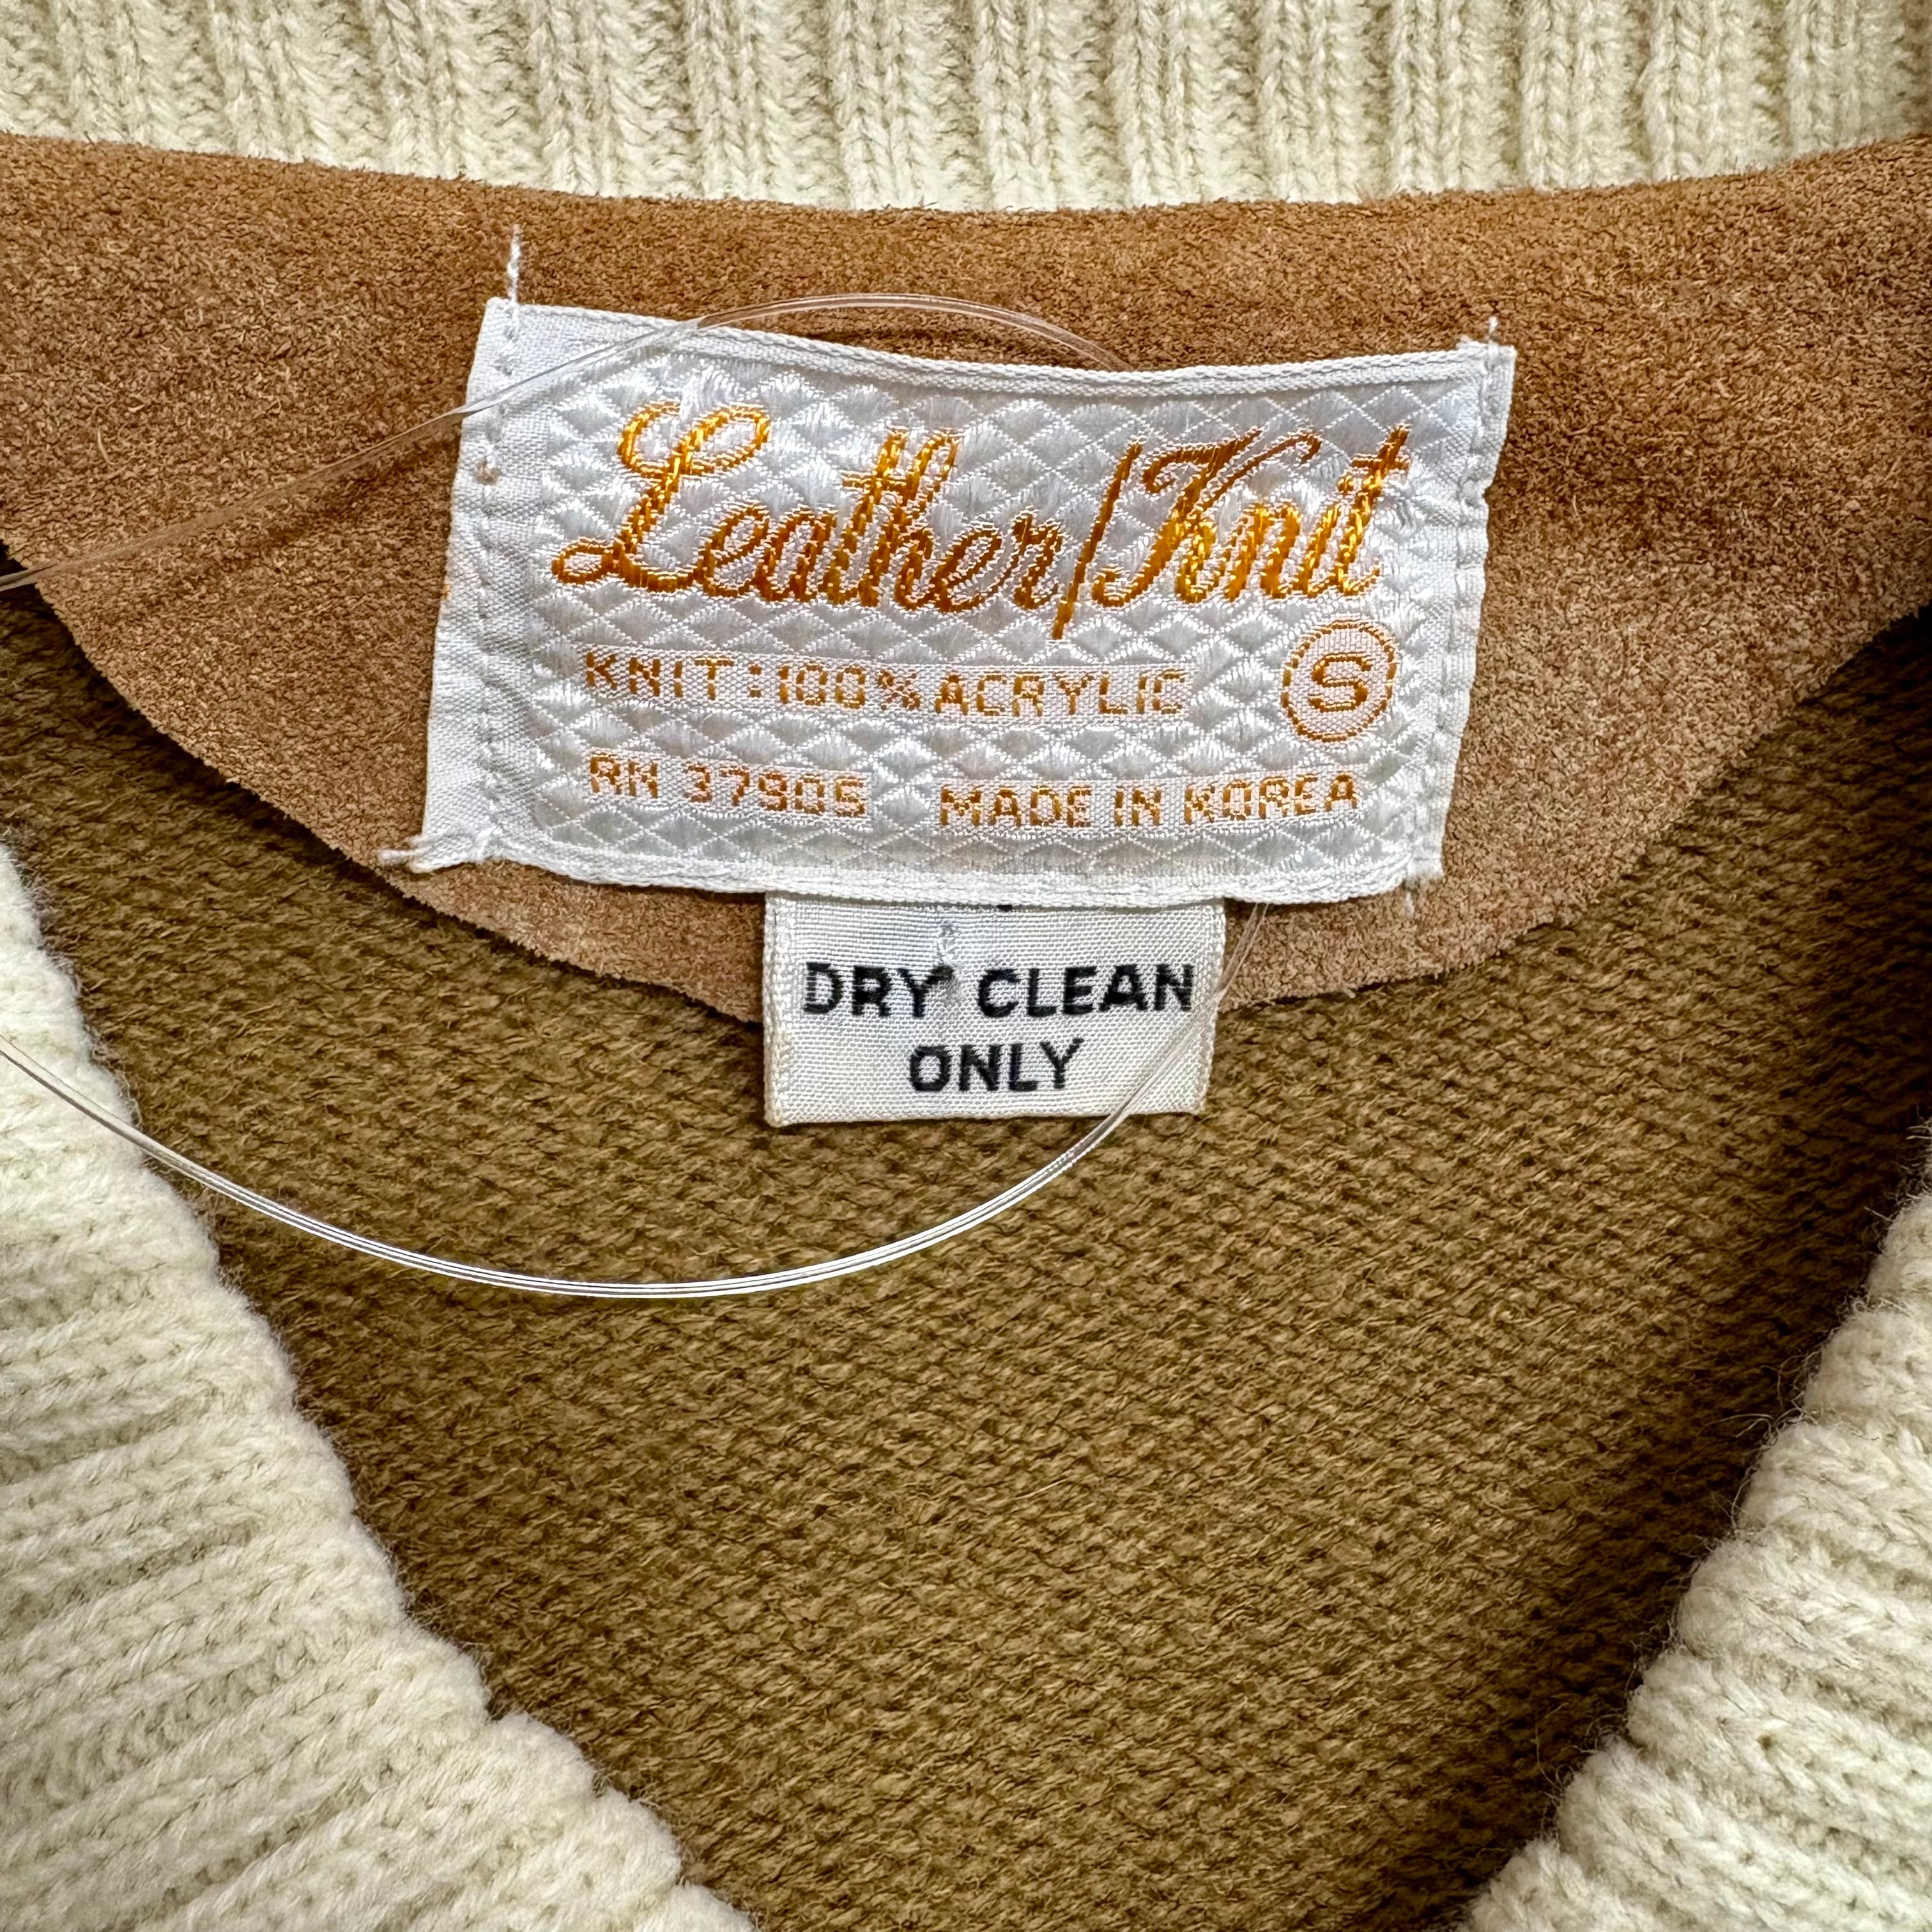 Leather/Knit
KNIT:100% ACRYLIC
S
RN 37905 MADE IN KOREA
DRY CLEAN
ONLY